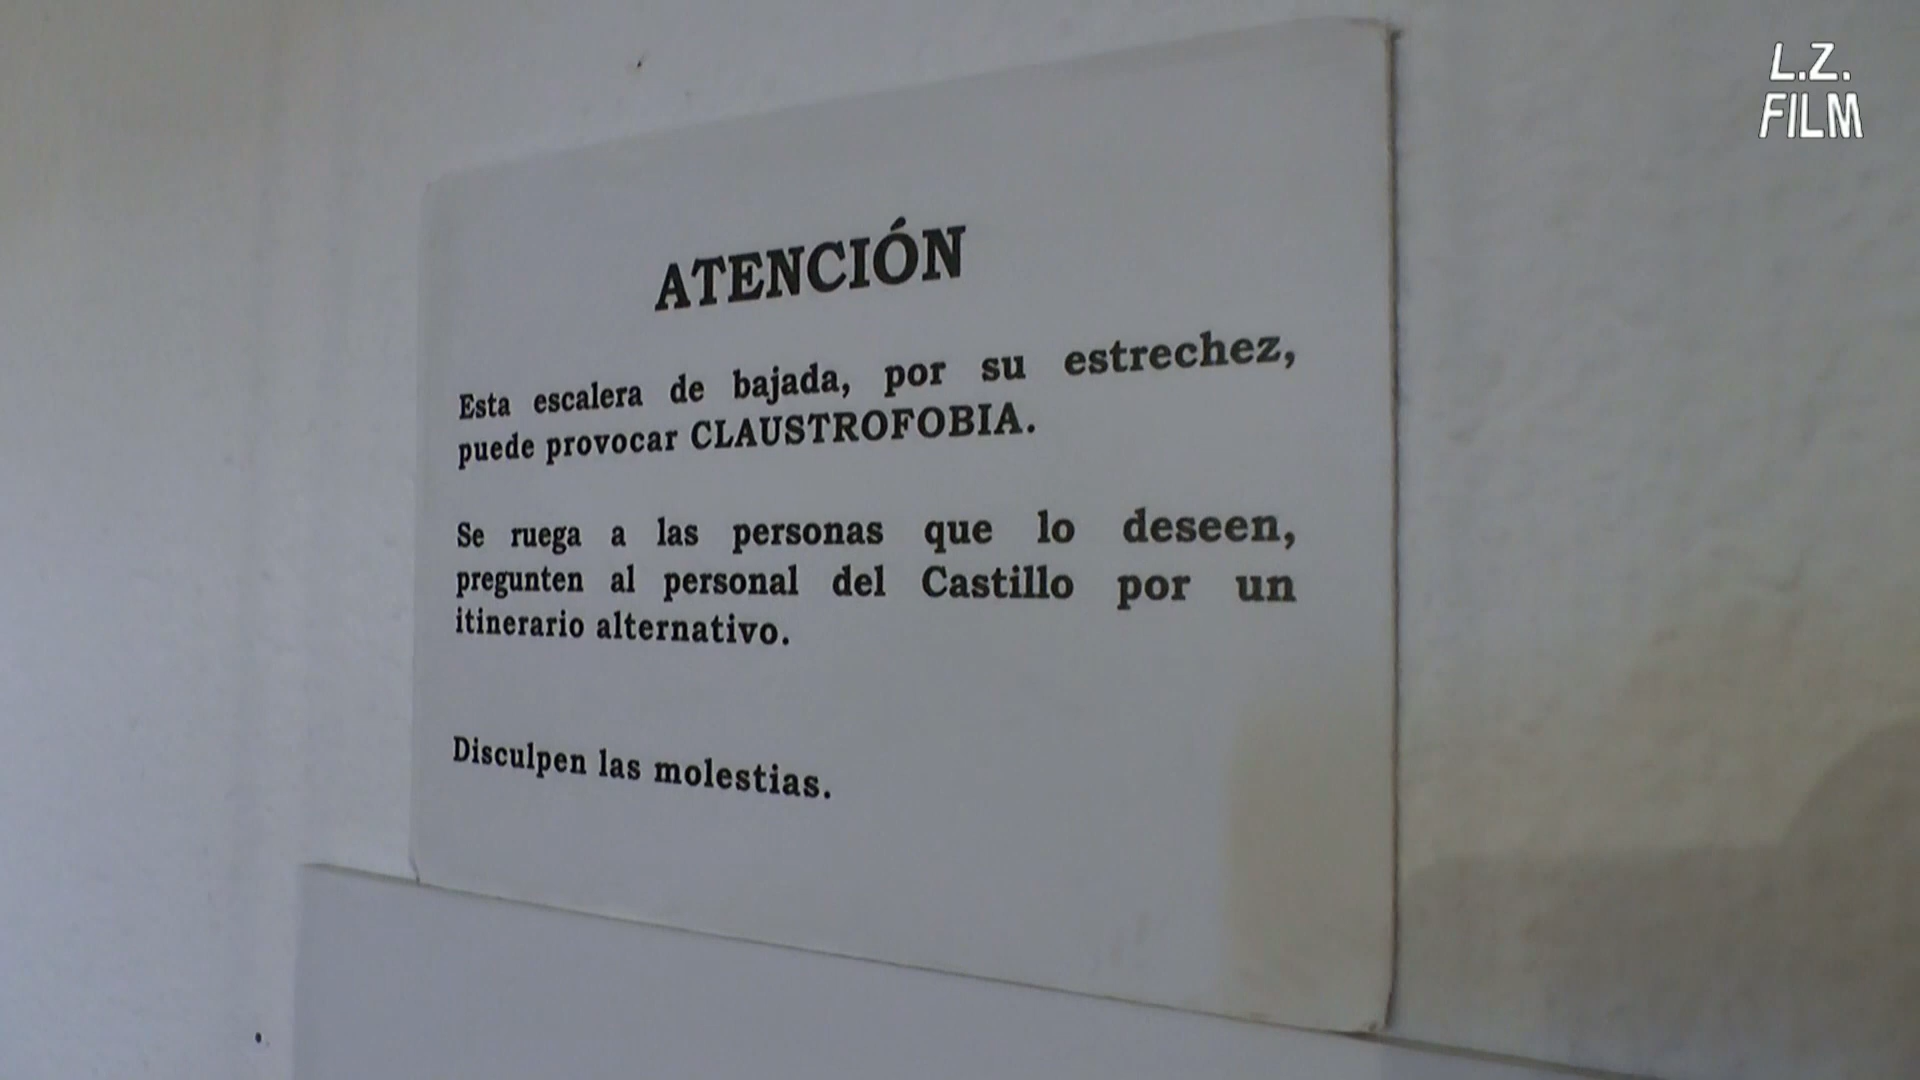 L.Z.
FILM
ATENCIÓN
Esta escalera de bajada, por su estrechez,
puede provocar CLAUSTROFOBIA.
Se ruega a las personas que lo deseen,
pregunten al personal del Castillo por un
itinerario alternativo.
Disculpen las molestias.